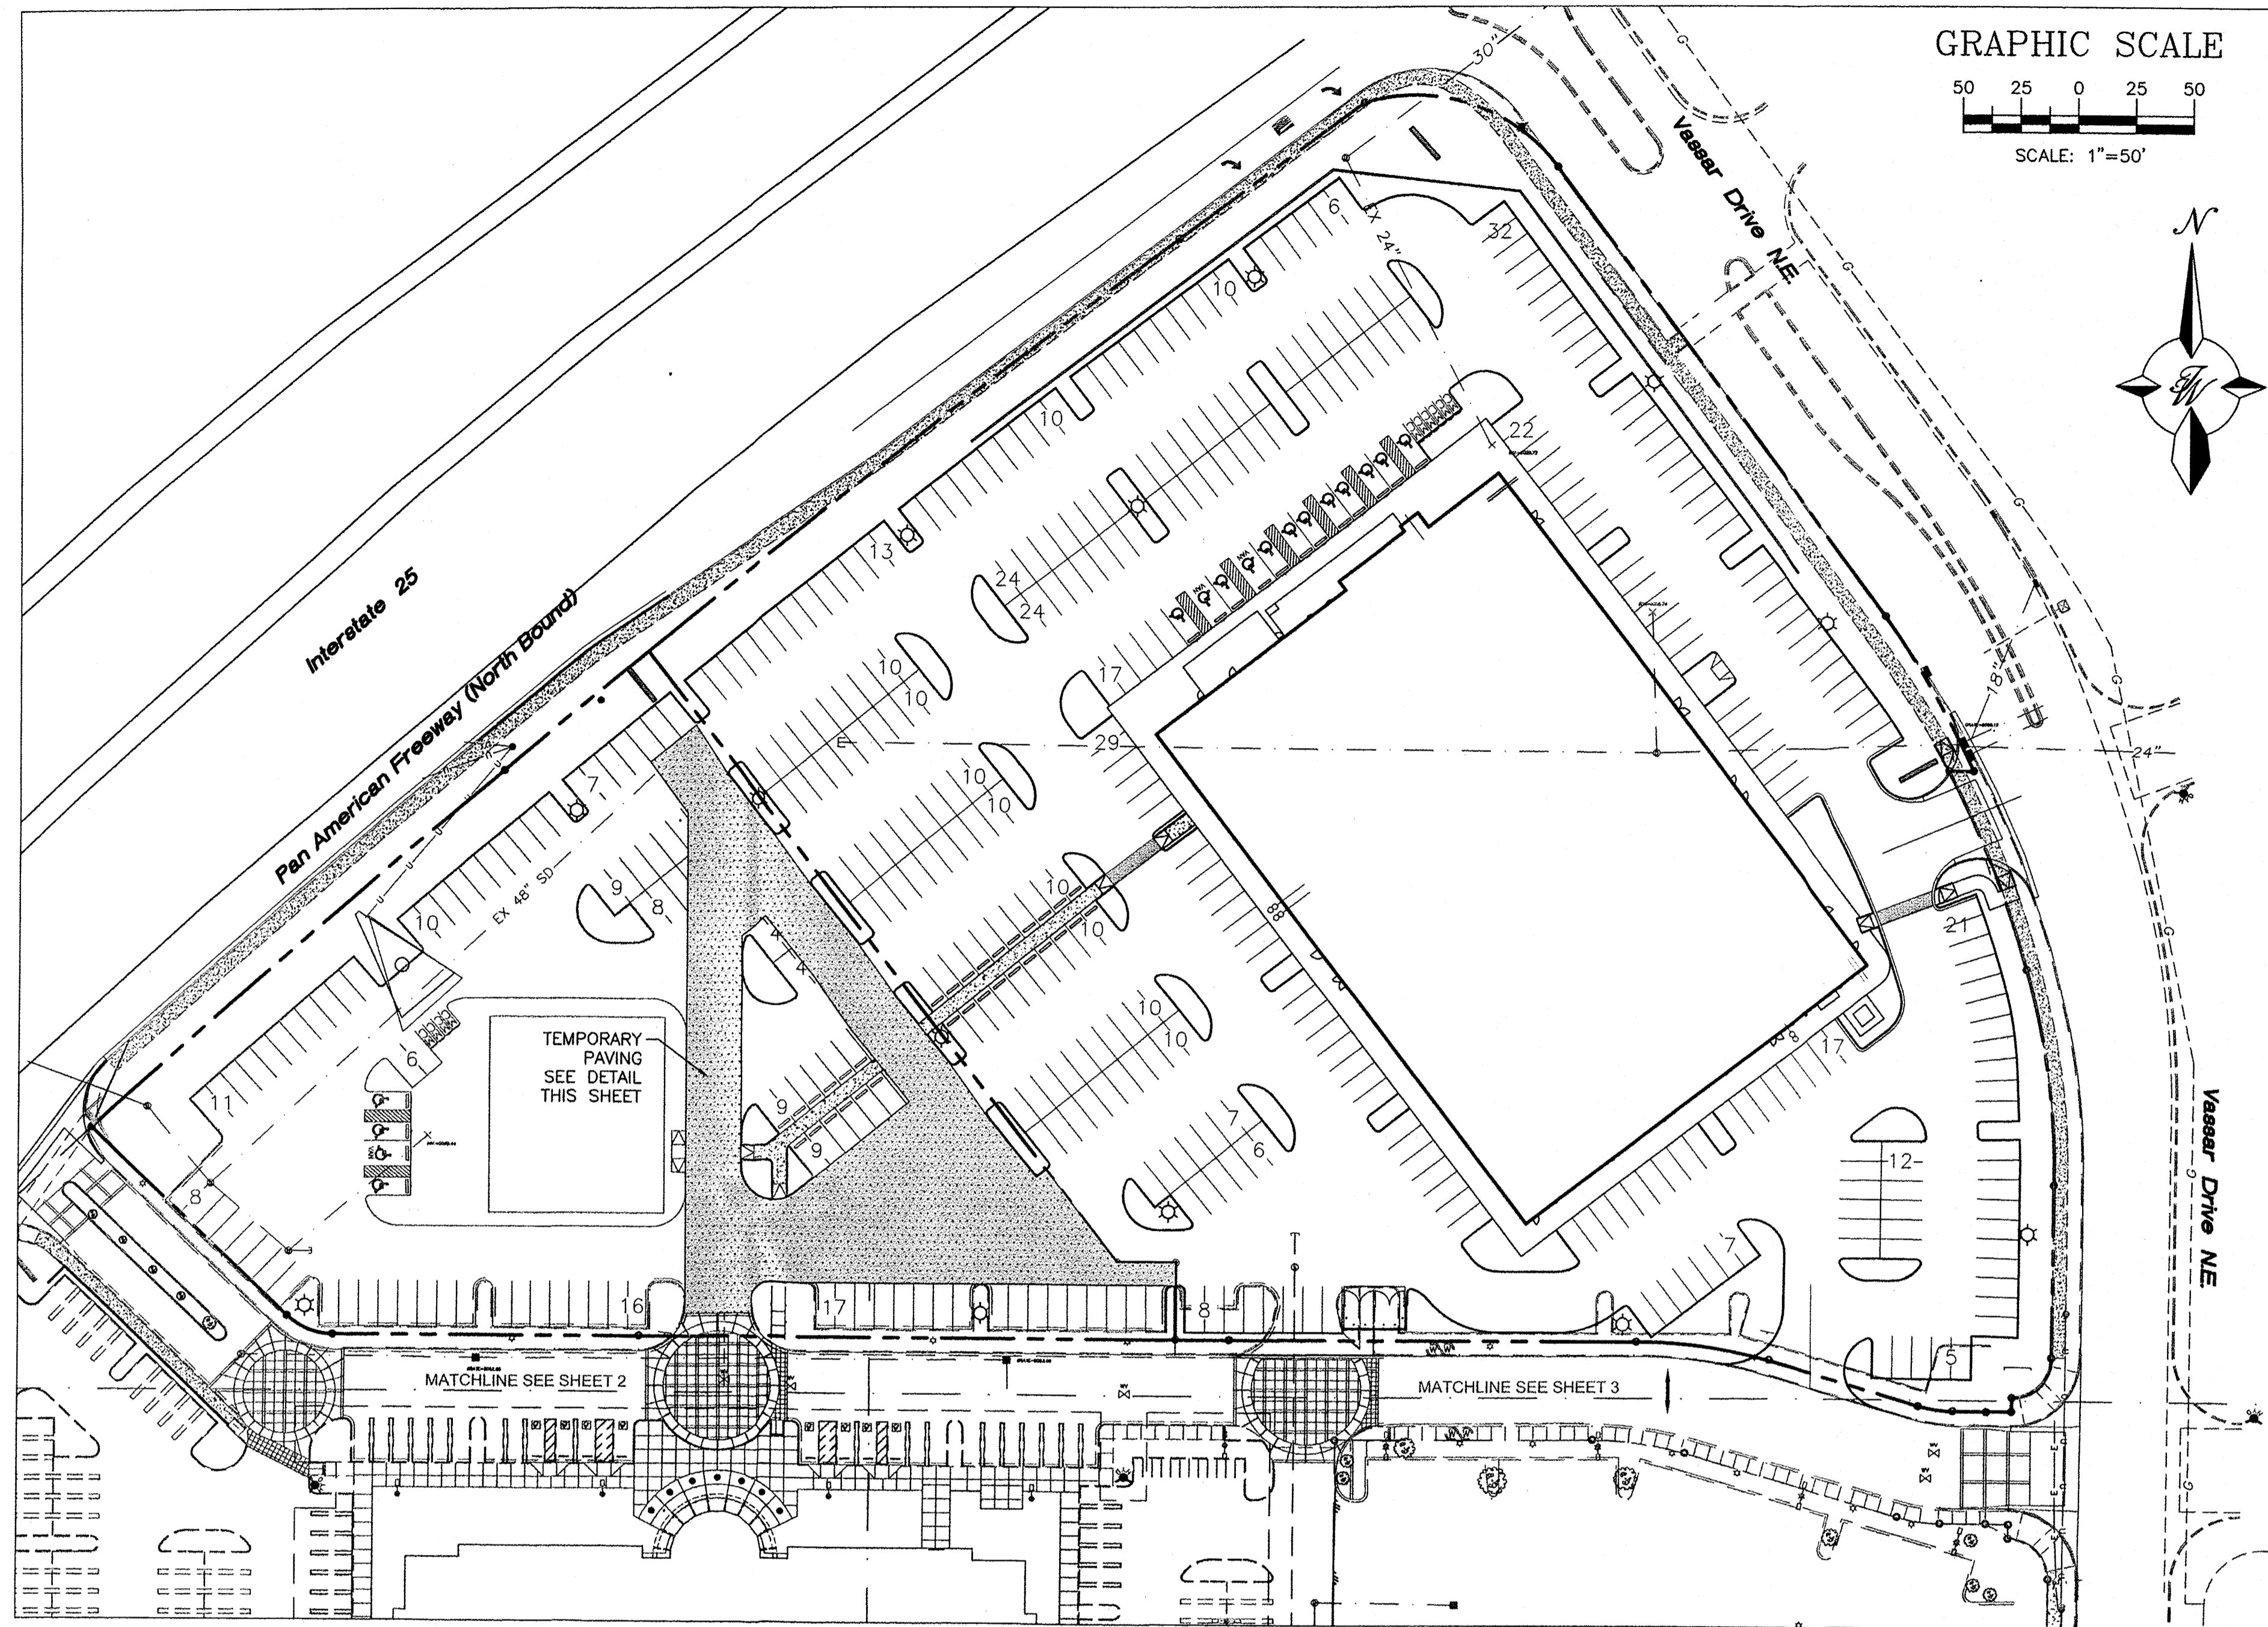 GRAPHIC SCALE
50 25 0 25 50
SCALE: 1"=50'
N
30"
Vassar Drive N.E.
G
G
G
G
G
G
G
6
EX 24"
32
10
10
22
13
24
24
17
VAN
VAN
Interstate 25
Pan American Freeway (North Bound)
10
10
29
E
18"
24"
7
U
U
U
10
10
EX 48" SD
9
8
10
10
10
21
4
4
10
10
TEMPORARY
PAVING
SEE DETAIL
THIS SHEET
6
11
8
VAN
9
9
7
6
8
17
12
7
Vassar Drive N.E.
16
17
8
5
MATCHLINE SEE SHEET 2
MATCHLINE SEE SHEET 3
E
E